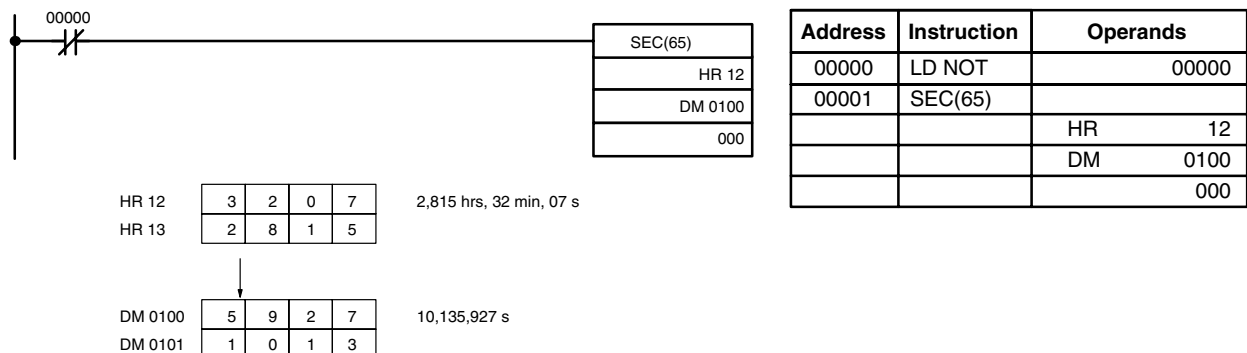 00000
SEC(65)
HR 12
DM 0100
000
Address Instruction Operands
00000 LD NOT 00000
00001 SEC(65)
HR 12
DM 0100
000
HR 12 3 2 0 7 2,815 hrs, 32 min, 07 s
HR 13 2 8 1 5
DM 0100 5 9 2 7 10,135,927 s
DM 0101 1 0 1 3